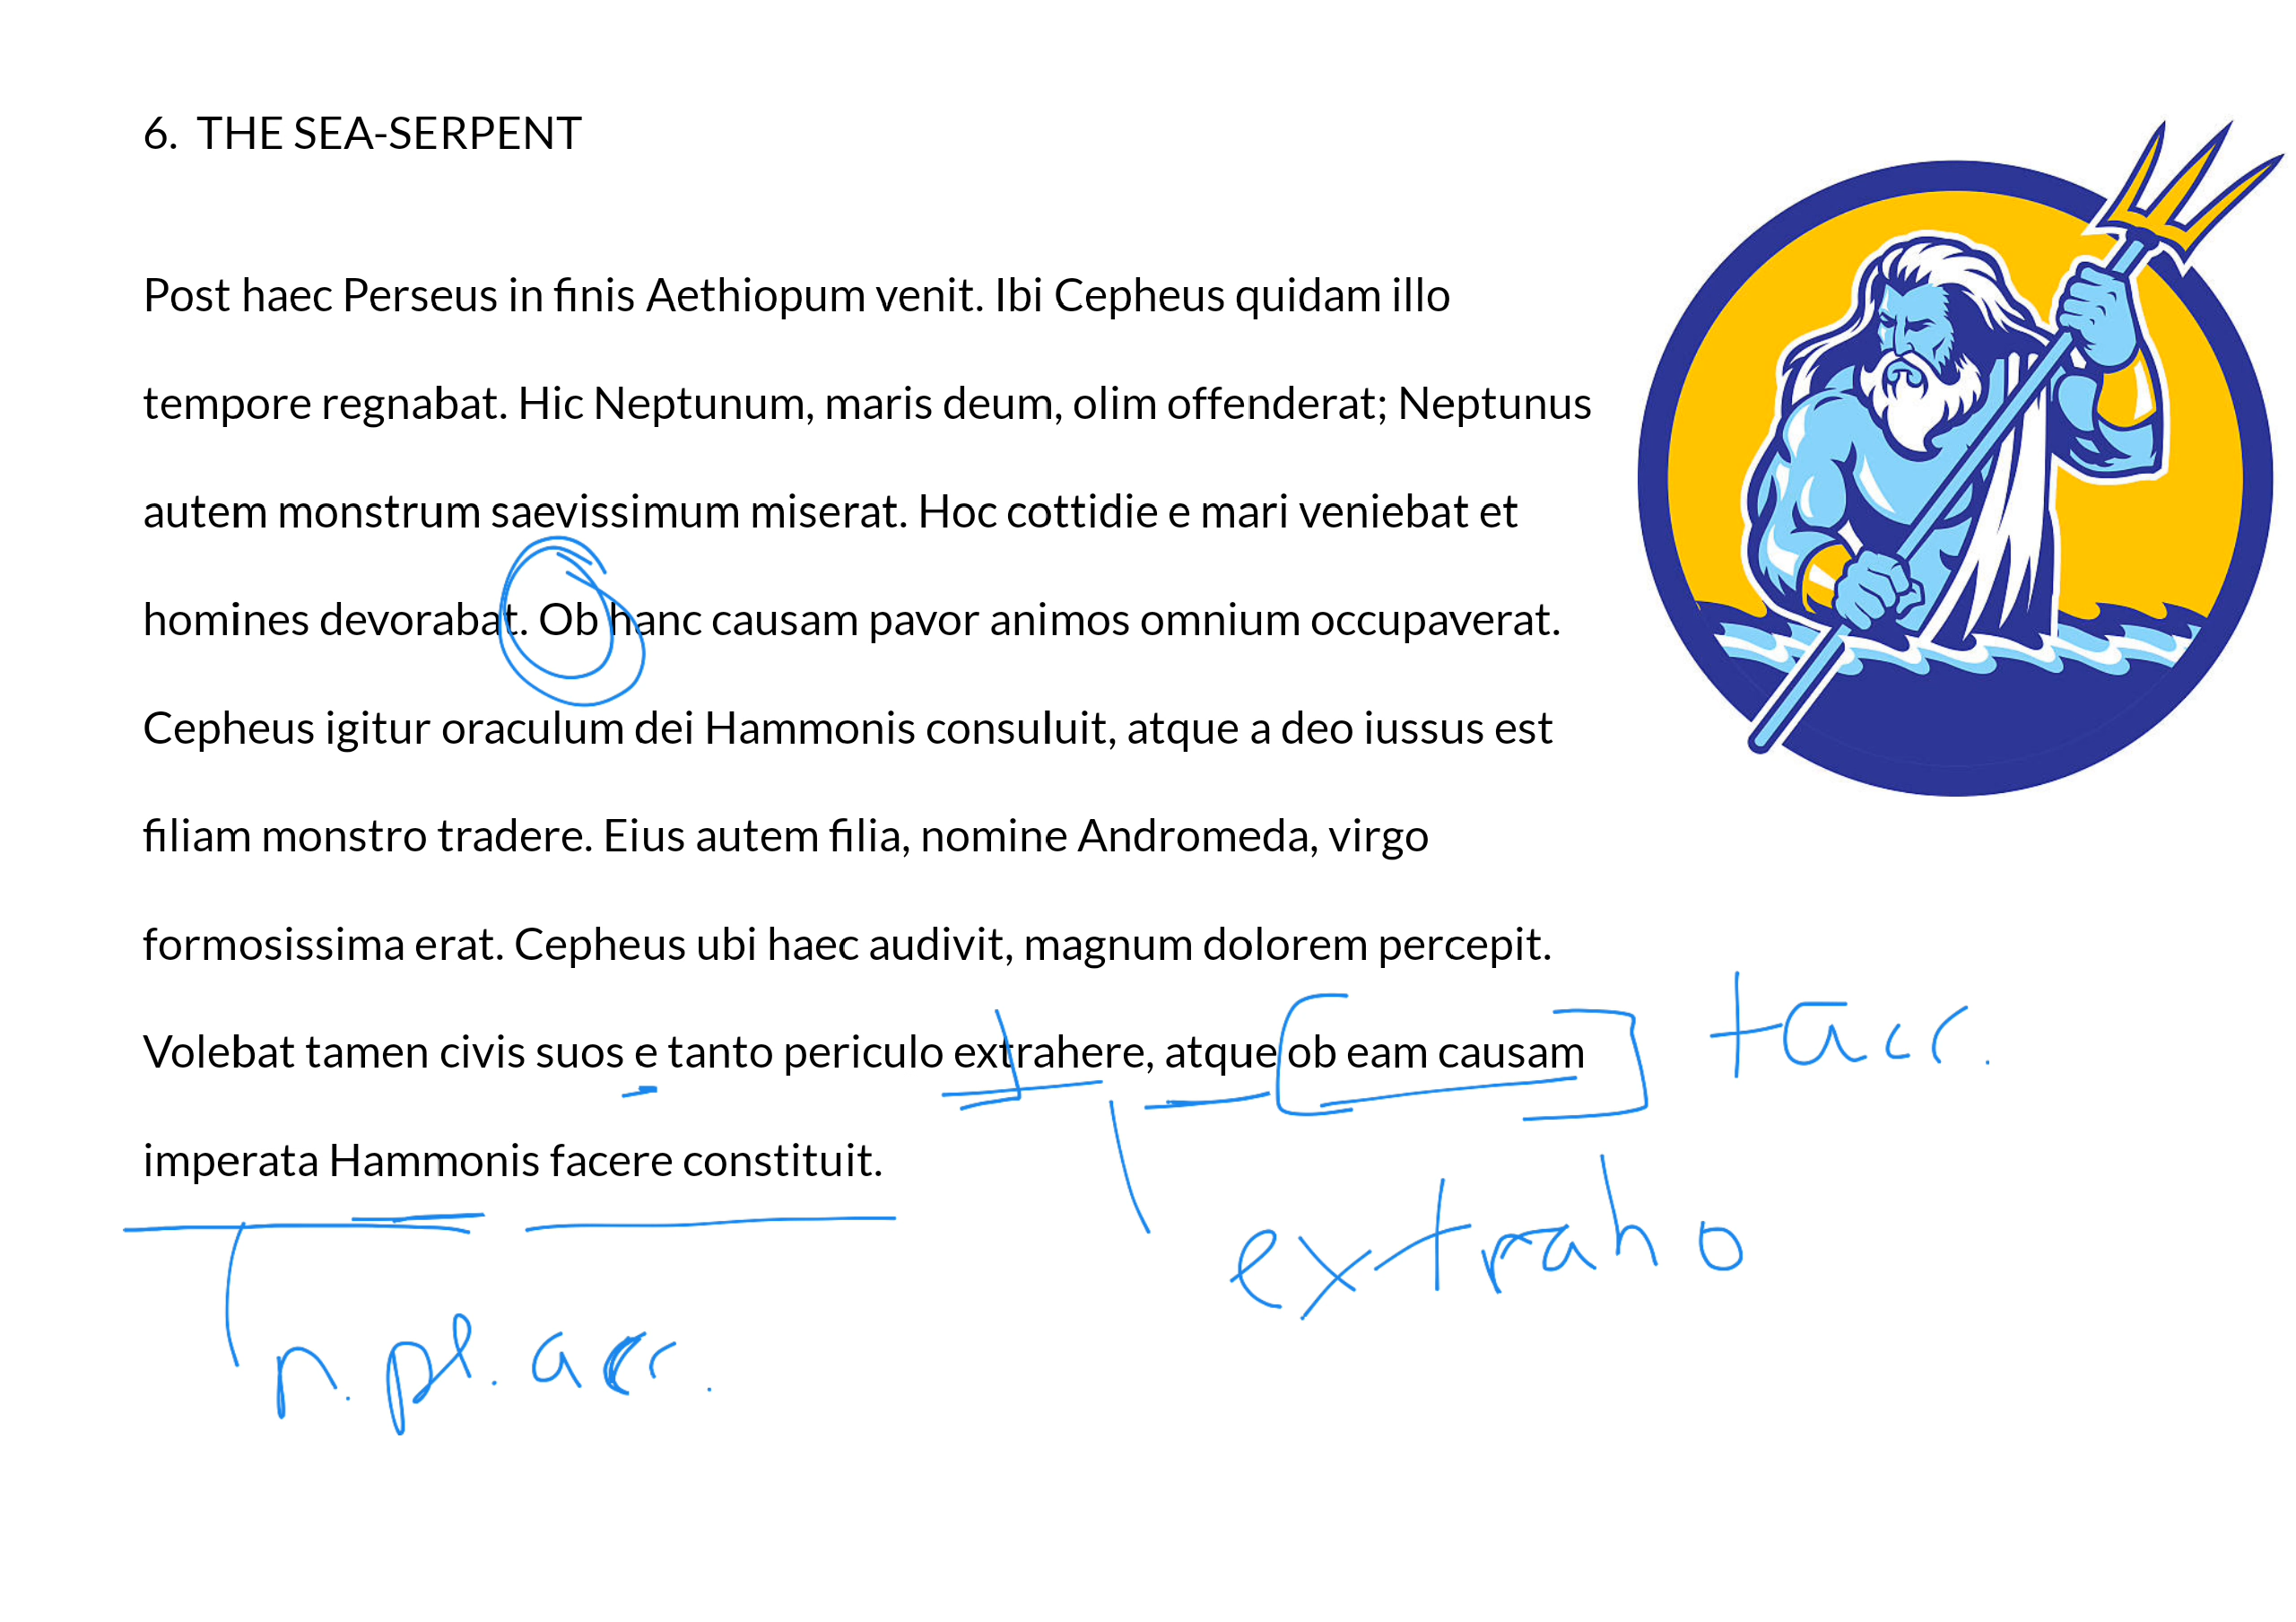 6. THE SEA-SERPENT
Post haec Perseus in finis Aethiopum venit. Ibi Cepheus quidam illo
tempore regnabat. Hic Neptunum, maris deum, olim offenderat; Neptunus
autem monstrum saevissimum miserat. Hoc cottidie e mari veniebat et
homines devorabat. Ob hanc causam pavor animos omnium occupaverat.
Cepheus igitur oraculum dei Hammonis consuluit, atque a deo iussus est
filiam monstro tradere. Eius autem filia, nomine Andromeda, virgo
formosissima erat. Cepheus ubi haec audivit, magnum dolorem percepit.
Volebat tamen civis suos e tanto periculo extrahere, atque ob eam causam
+acc.
imperata Hammonis facere constituit.
extraho
n. pl. acc.